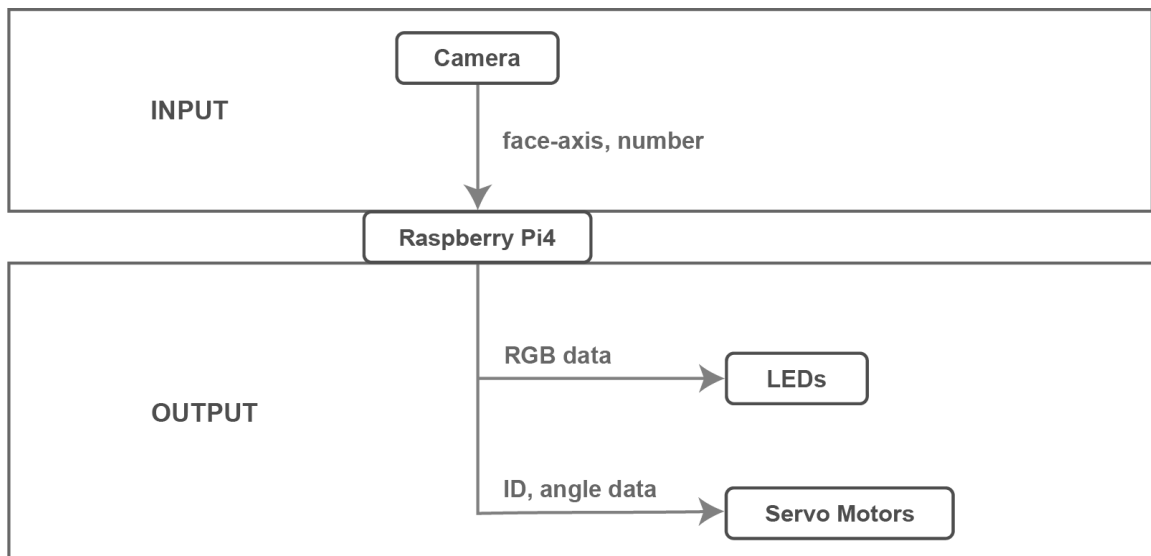 Camera
INPUT
face-axis, number
Raspberry Pi4
RGB data
LEDs
OUTPUT
ID, angle data
Servo Motors